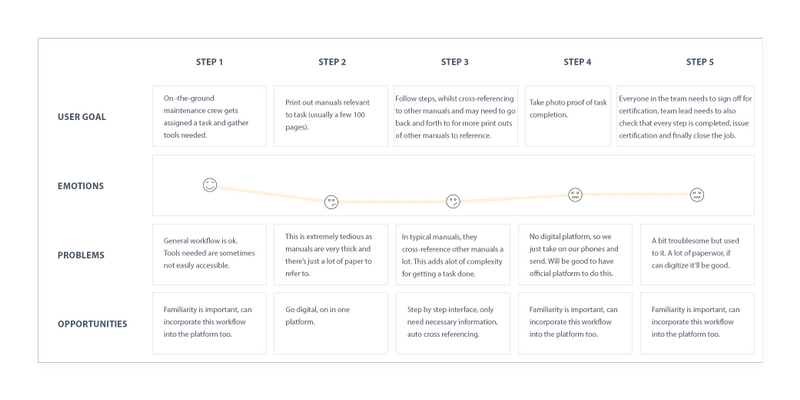 STEP 1
STEP 2
STEP 3
STEP 4
STEP 5
USER GOAL
On -the-ground
maintenance crew gets
assigned a task and gather
tools needed.
Print out manuals relevant
to task (usually a few 100
pages).
Follow steps, whilst cross-referencing
to other manuals and may need to go
back and forth to for more print outs
of other manuals to reference.
Take photo proof of task
completion.
Everyone in the team needs to sign off for
certification, team lead needs to also
check that every step is completed, issue
certification and finally close the job.
EMOTIONS
PROBLEMS
General workflow is ok.
Tools needed are sometimes
not easily accessible.
This is extremely tedious as
manuals are very thick and
there's just a lot of paper to
refer to.
In typical manuals, they
cross-reference other manuals a
lot. This adds alot of complexity
for getting a task done.
No digital platform, so we
just take on our phones and
send. Will be good to have
official platform to do this.
A bit troublesome but used
to it. A lot of paperwor, if
can digitize it'll be good.
OPPORTUNITIES
Familiarity is important, can
incorporate this workflow
into the platform too.
Go digital, on in one
platform.
Step by step interface, only
need necessary information,
auto cross referencing.
Familiarity is important, can
incorporate this workflow
into the platform too.
Familiarity is important, can
incorporate this workflow
into the platform too.